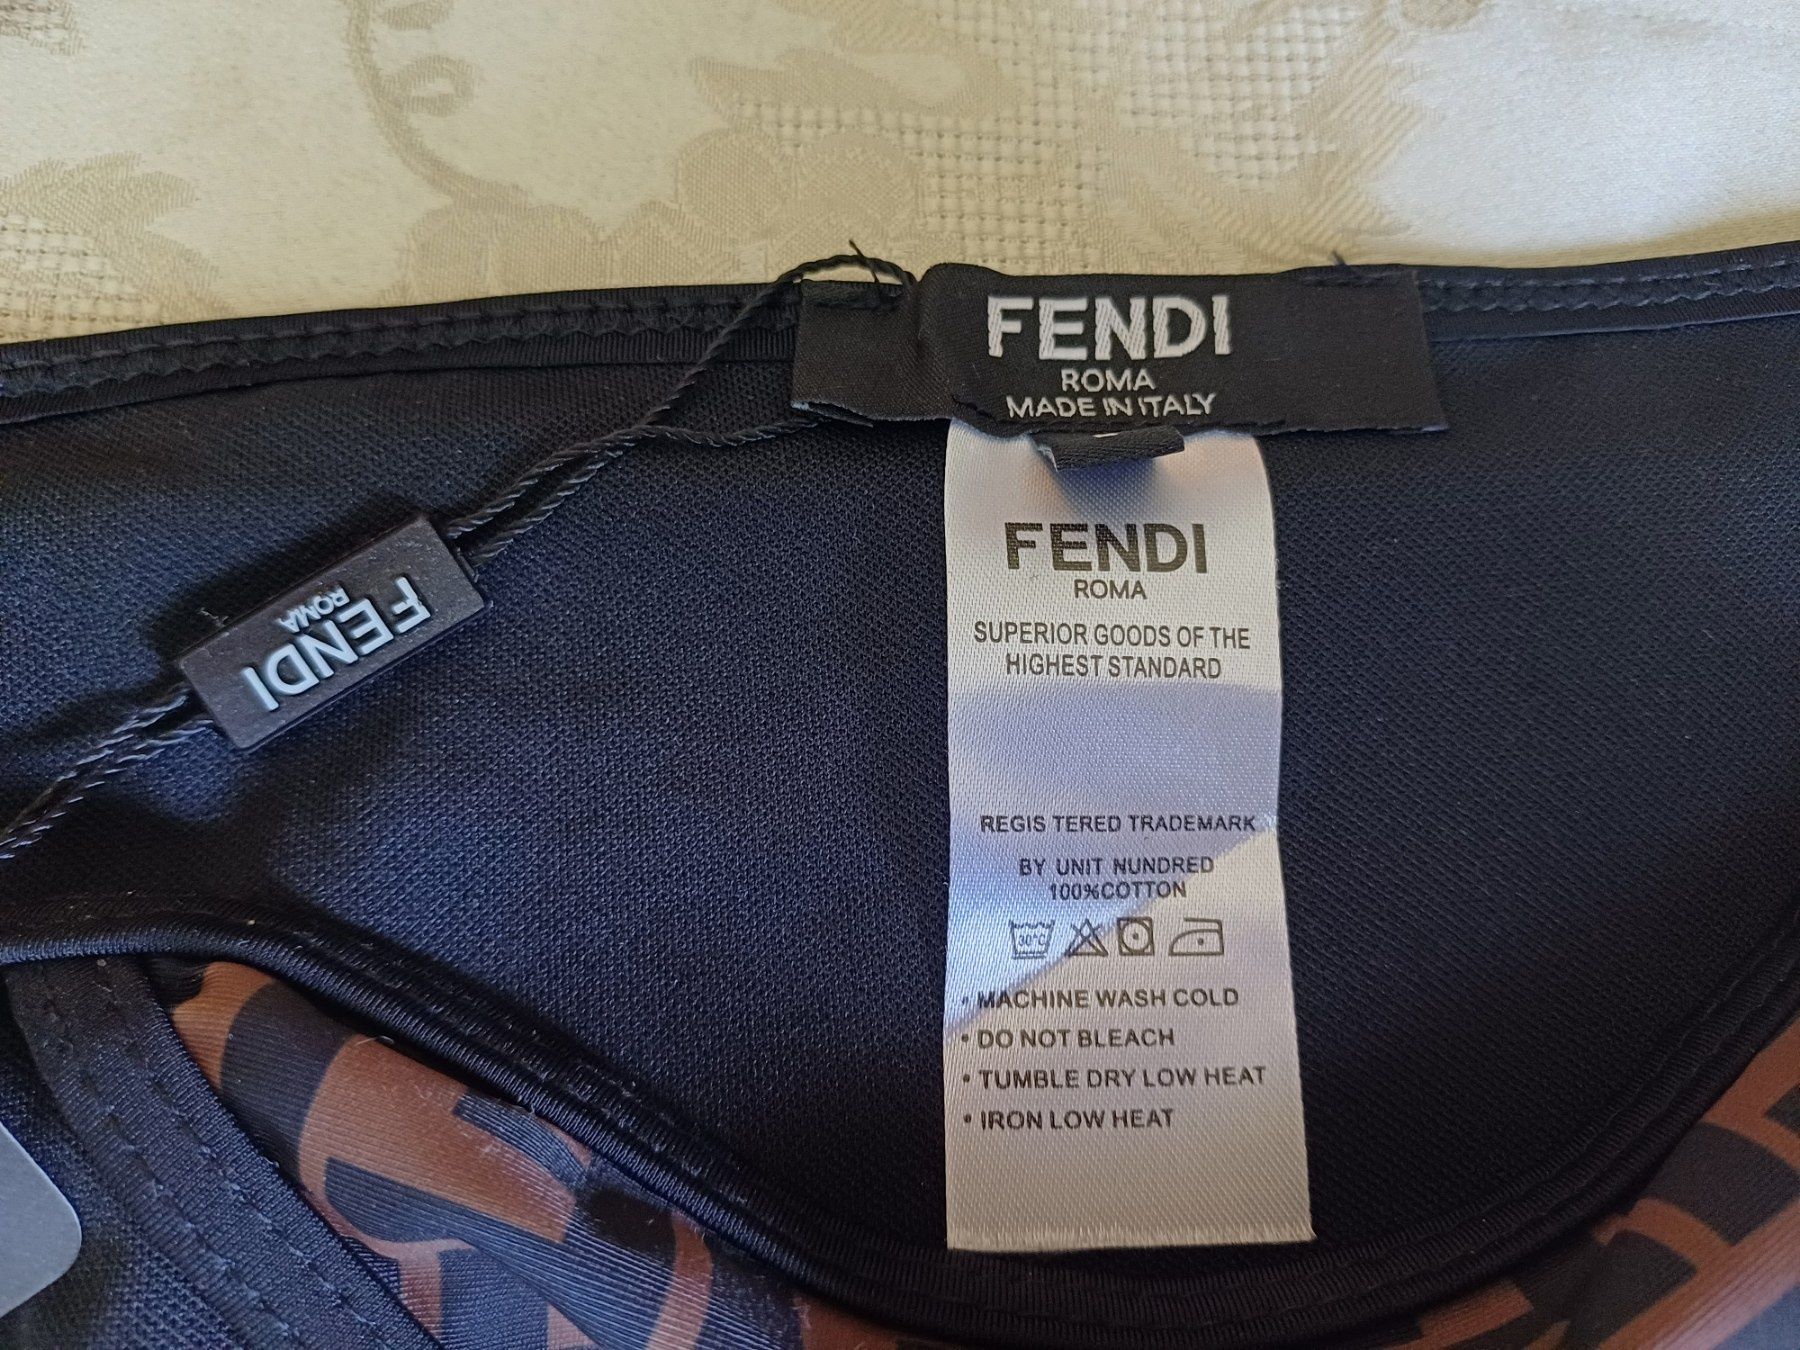 FENDI
ROMA
MADE IN ITALY
FENDI
ROMA
FENDI
ROMA
SUPERIOR GOODS OF THE
HIGHEST STANDARD
REGIS TERED TRADEMARK
BY UNIT NUNDRED
100%COTTON
30°C
• MACHINE WASH COLD
• DO NOT BLEACH
• TUMBLE DRY LOW HEAT
• IRON LOW HEAT